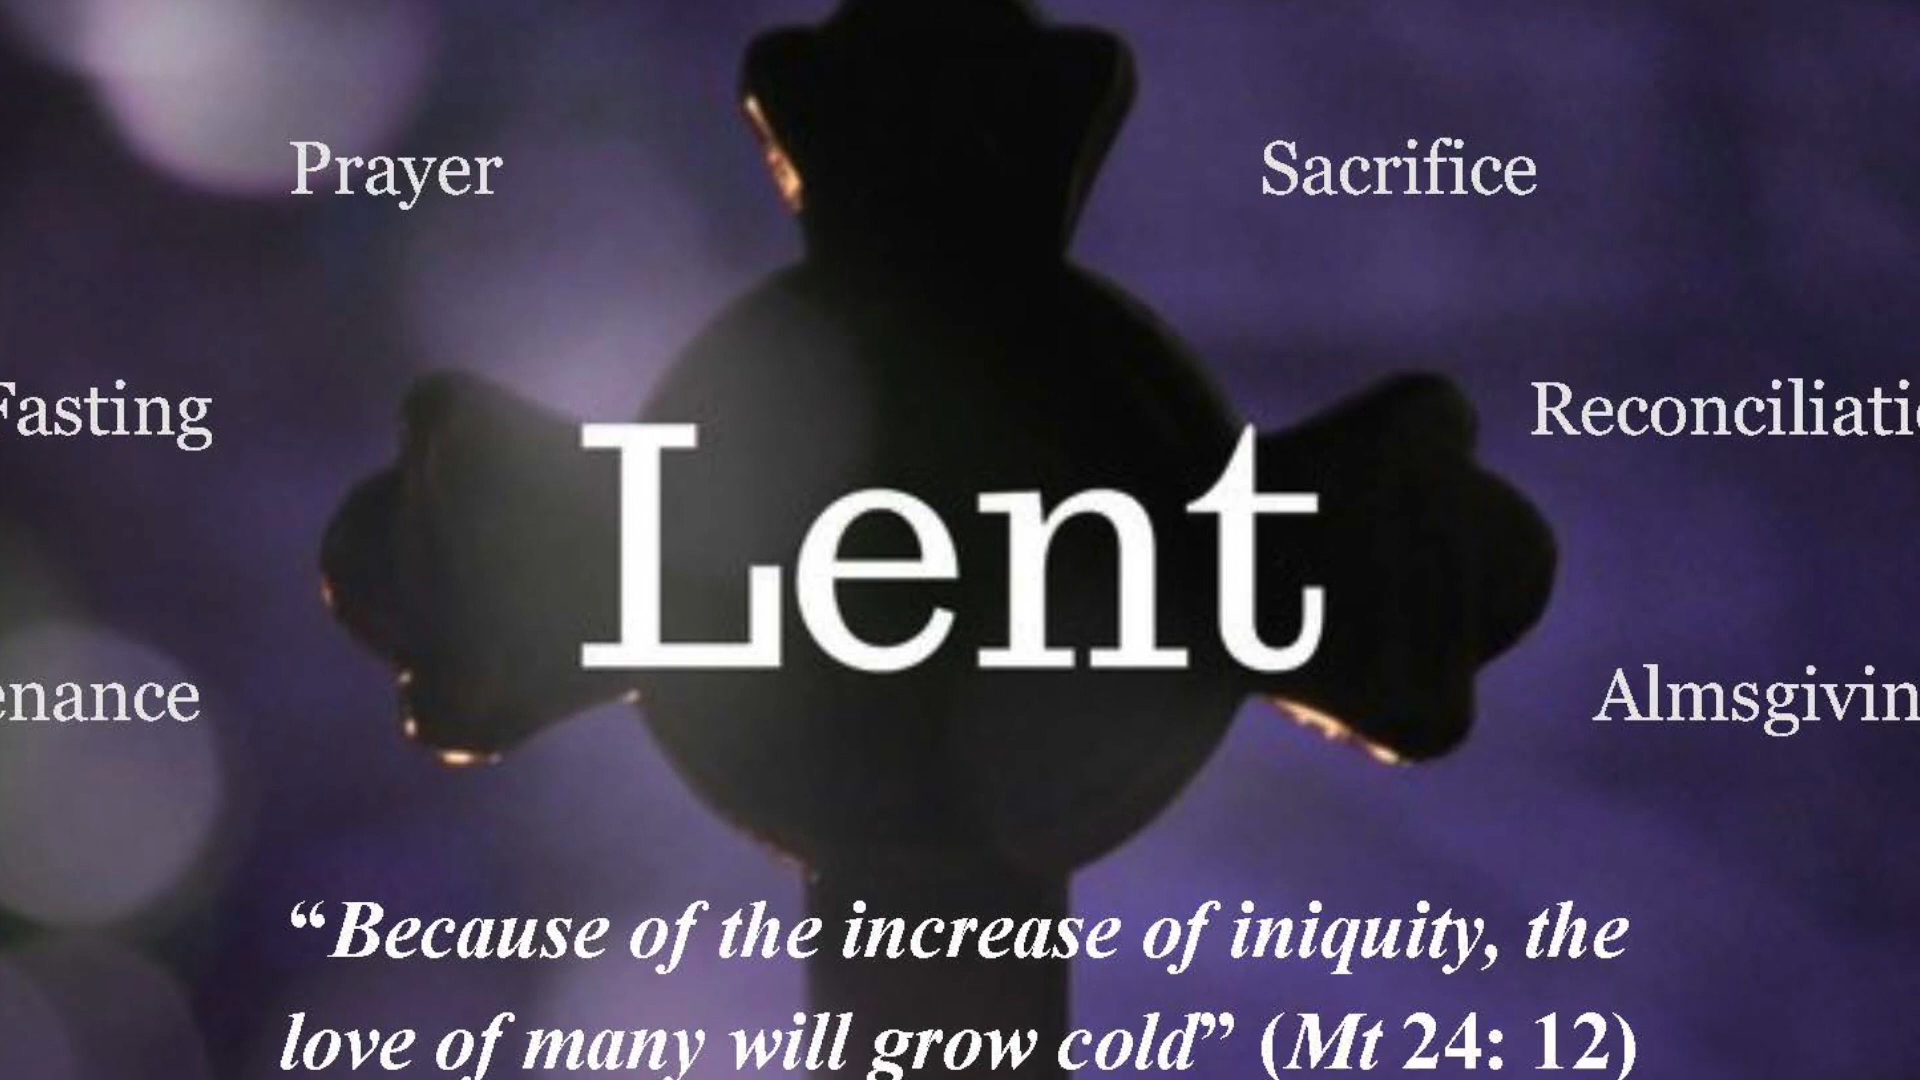 Prayer
Sacrifice
Fasting
Reconciliati
Lent
enance
Almsgivin
“Because of the increase of iniquity, the
love of many will grow cold” (Mt 24: 12)